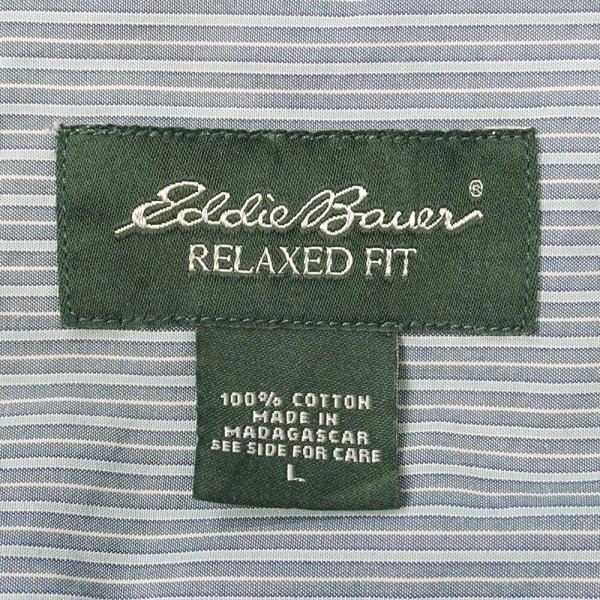 Eddie Bauer®
RELAXED FIT
100% COTTON
MADE IN
MADAGASCAR
SEE SIDE FOR CARE
L